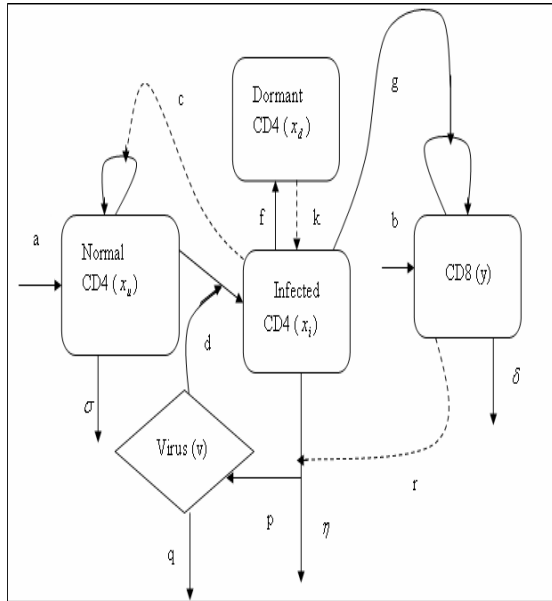 c
g
Dormant
CD4 (x_d)
f
k
a
b
Normal
CD4 (x_u)
Infected
CD4 (x_i)
CD8 (y)
d
σ
δ
Virus (v)
r
p
q
η